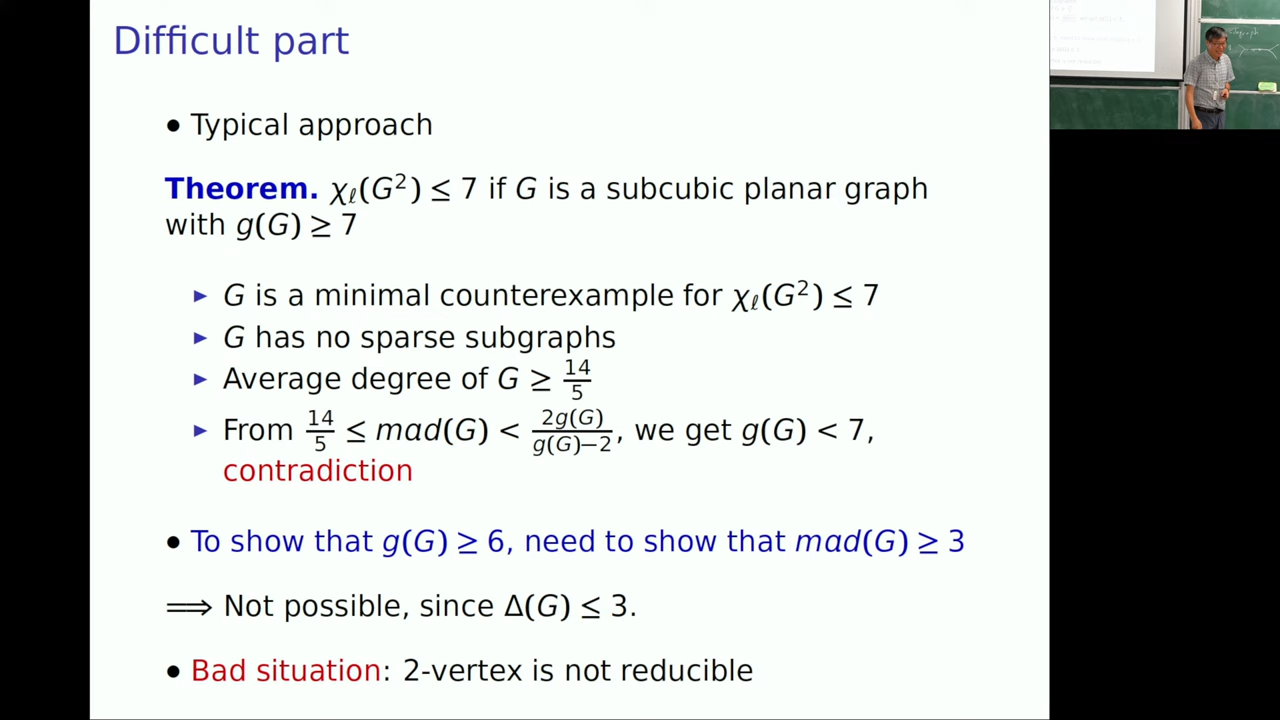 Difficult part
• Typical approach
Theorem. χℓ(G²) ≤ 7 if G is a subcubic planar graph
with g(G) ≥ 7
▶ G is a minimal counterexample for χℓ(G²) ≤ 7
▶ G has no sparse subgraphs
▶ Average degree of G ≥ 14/5
▶ From 14/5 ≤ mad(G) < 2g(G)/(g(G)−2), we get g(G) < 7,
contradiction
• To show that g(G) ≥ 6, need to show that mad(G) ≥ 3
⟹ Not possible, since Δ(G) ≤ 3.
• Bad situation: 2-vertex is not reducible